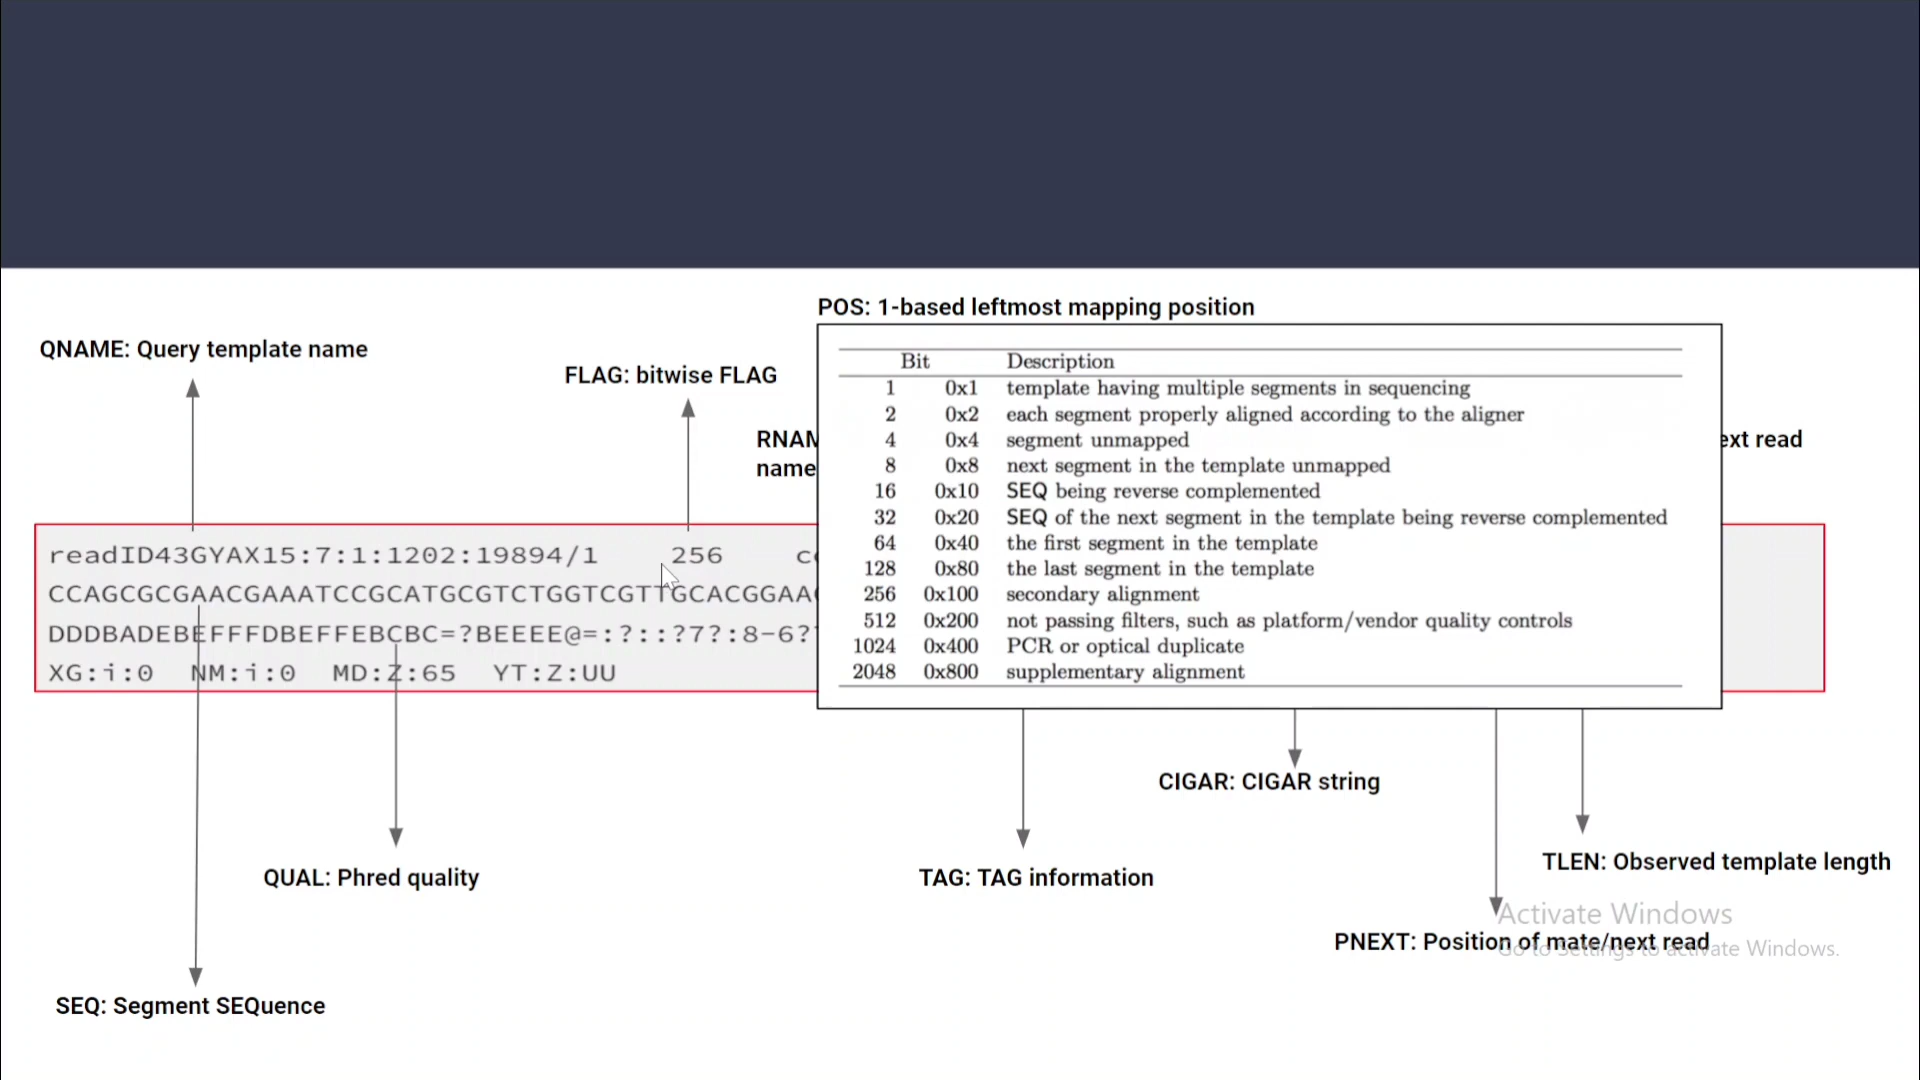 POS: 1-based leftmost mapping position
QNAME: Query template name
FLAG: bitwise FLAG
RNAM
name
ext read
Bit Description
1 0x1 template having multiple segments in sequencing
2 0x2 each segment properly aligned according to the aligner
4 0x4 segment unmapped
8 0x8 next segment in the template unmapped
16 0x10 SEQ being reverse complemented
32 0x20 SEQ of the next segment in the template being reverse complemented
64 0x40 the first segment in the template
128 0x80 the last segment in the template
256 0x100 secondary alignment
512 0x200 not passing filters, such as platform/vendor quality controls
1024 0x400 PCR or optical duplicate
2048 0x800 supplementary alignment
readID43GYAX15:7:1:1202:19894/1 256 c
CCAGCGCGAACGAAATCCGCATGCGTCTGGTCGTTGCACGGAA
DDDBADEBEFFFDBEFFEBCBC=?BEEEE@=:?::?7?:8-6?
XG:i:0 NM:i:0 MD:Z:65 YT:Z:UU
CIGAR: CIGAR string
TLEN: Observed template length
QUAL: Phred quality
TAG: TAG information
PNEXT: Position of mate/next read
Activate Windows
Go to Settings to activate Windows.
SEQ: Segment SEQuence